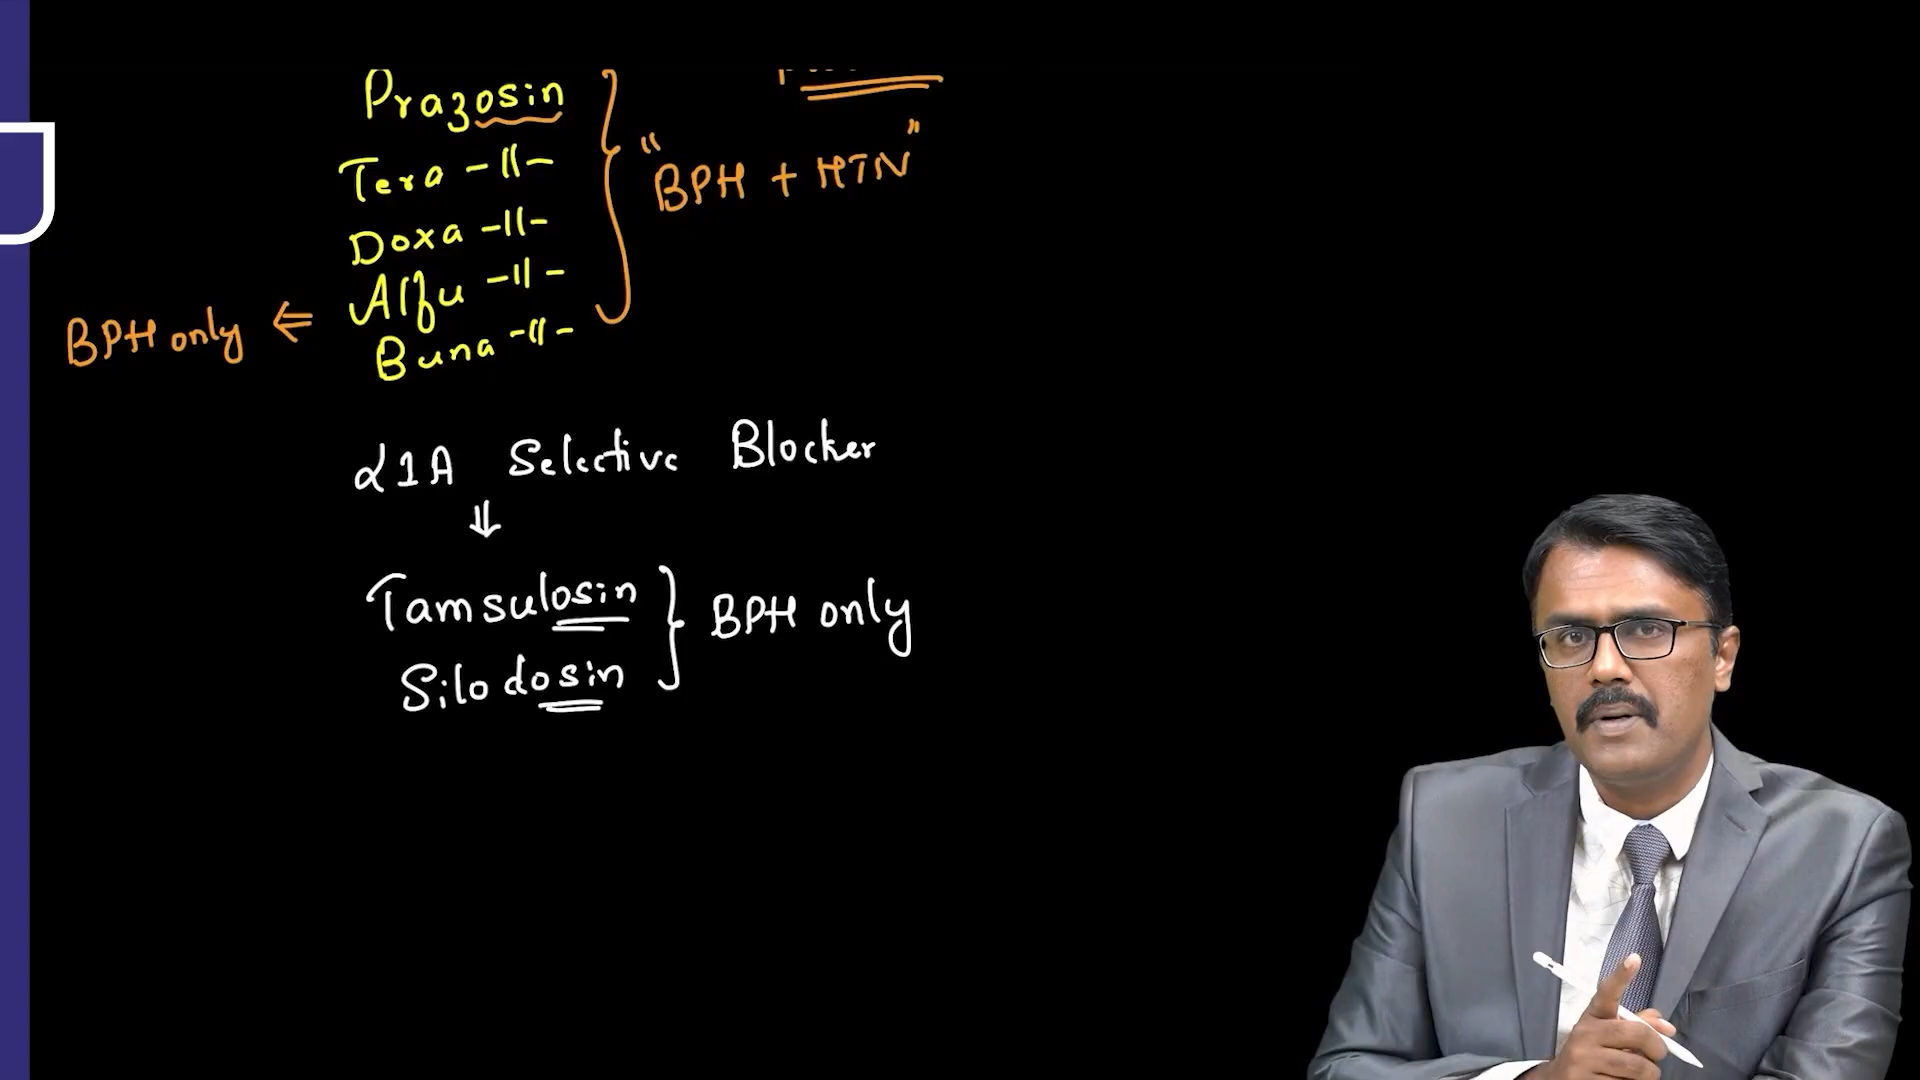 Prazosin
"BPH + HTN"
Tera -〃-
Doxa -〃-
Alfu -〃-
BPH only ⇐
Buna -〃-
α1A Selective Blocker
⇓
Tamsulosin } BPH only
Silodosin